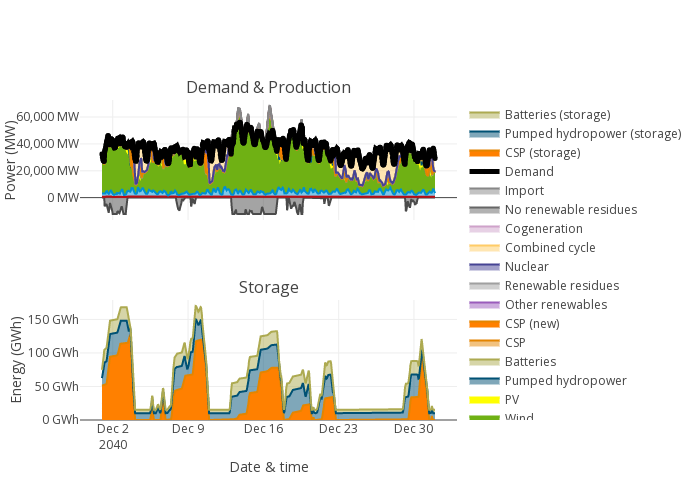 Demand & Production
60,000 MW
40,000 MW
20,000 MW
0 MW
Power (MW)
Storage
150 GWh
100 GWh
50 GWh
0 GWh
Energy (GWh)
Dec 2
2040
Dec 9
Dec 16
Dec 23
Dec 30
Date & time
Batteries (storage)
Pumped hydropower (storage)
CSP (storage)
Demand
Import
No renewable residues
Cogeneration
Combined cycle
Nuclear
Renewable residues
Other renewables
CSP (new)
CSP
Batteries
Pumped hydropower
PV
Wind